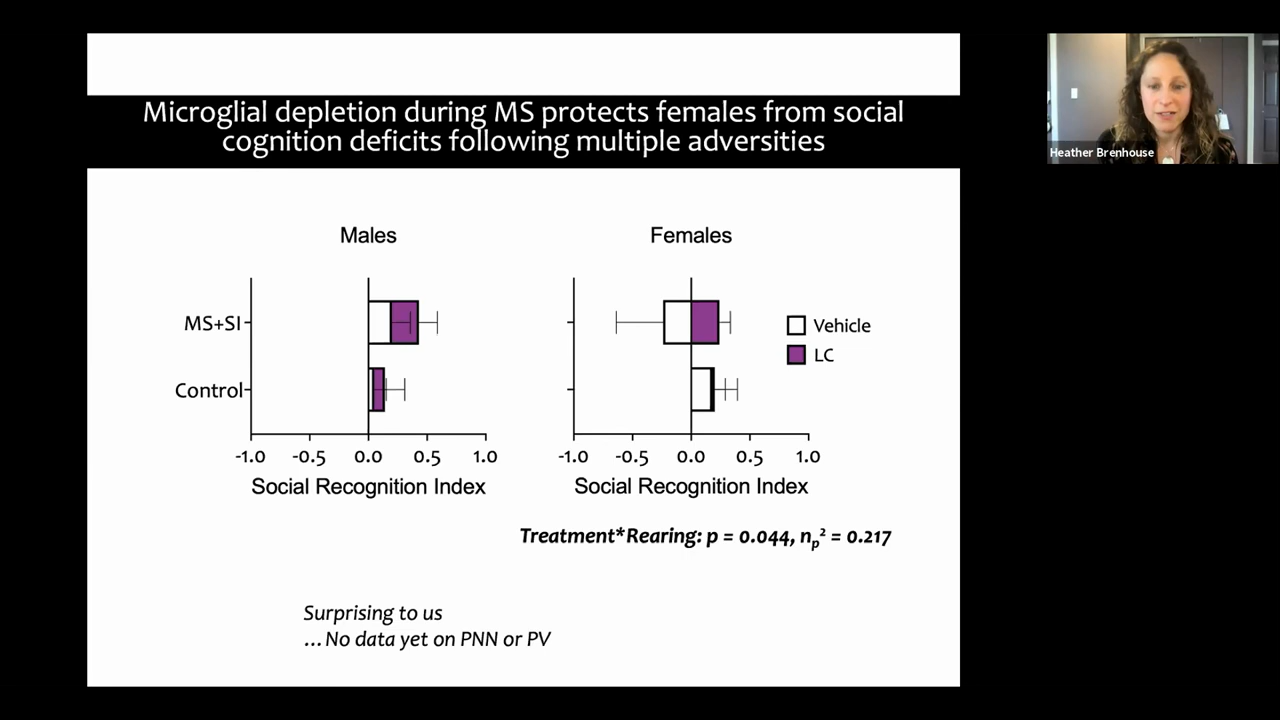 Microglial depletion during MS protects females from social
cognition deficits following multiple adversities
Heather Brenhouse
Males
Females
MS+SI
Control
Vehicle
LC
-1.0 -0.5 0.0 0.5 1.0
-1.0 -0.5 0.0 0.5 1.0
Social Recognition Index
Social Recognition Index
Treatment*Rearing: p = 0.044, nₚ² = 0.217
Surprising to us
…No data yet on PNN or PV